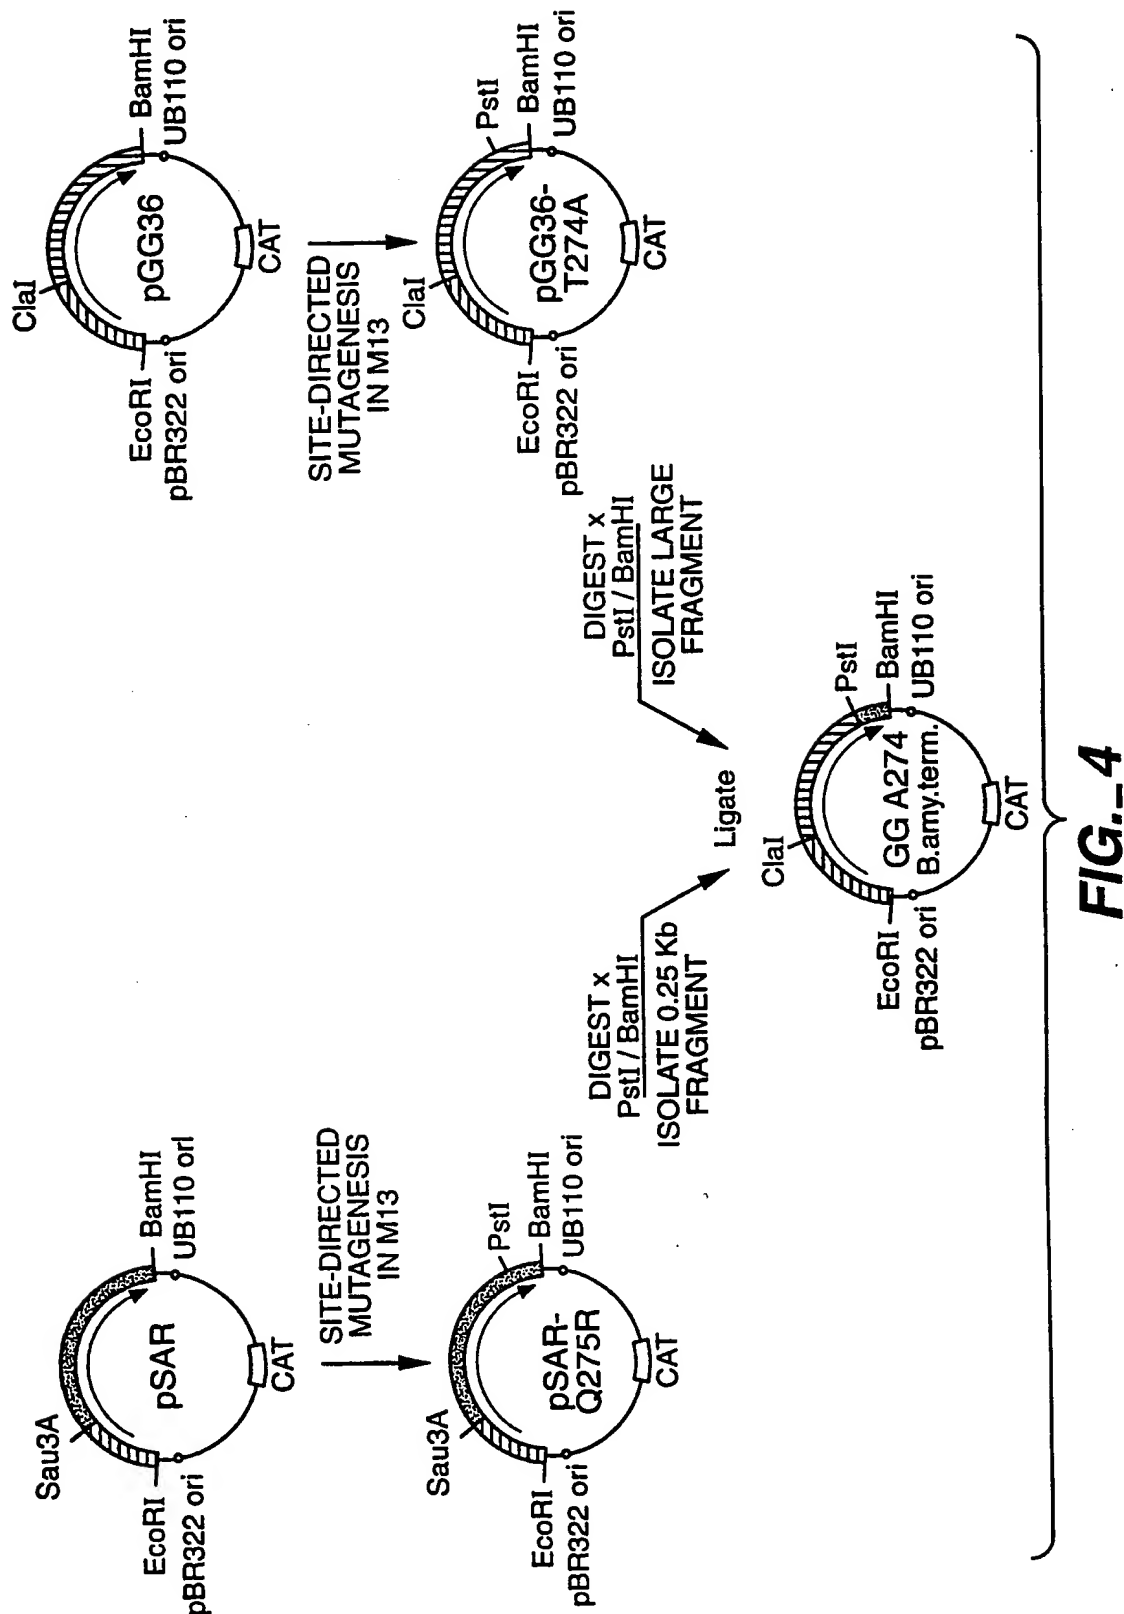 Sau3A
pSAR
BamHI
UB110 orI
EcoRI
pBR322 ori
CAT
SITE-DIRECTED
MUTAGENESIS
IN M13
Sau3A
pSAR-
Q275R
PstI
BamHI
UB110 ori
EcoRI
pBR322 ori
CAT
ClaI
pGG36
BamHI
UB110 ori
EcoRI
pBR322 ori
CAT
SITE-DIRECTED
MUTAGENESIS
IN M13
ClaI
pGG36-
T274A
PstI
BamHI
UB110 ori
EcoRI
pBR322 ori
CAT
DIGEST x
PstI / BamHI
ISOLATE 0.25 Kb
FRAGMENT
DIGEST x
PstI / BamHI
ISOLATE LARGE
FRAGMENT
Ligate
ClaI
GG A274
B.amy.term.
PstI
BamHI
UB110 ori
EcoRI
pBR322 ori
CAT
FIG._4